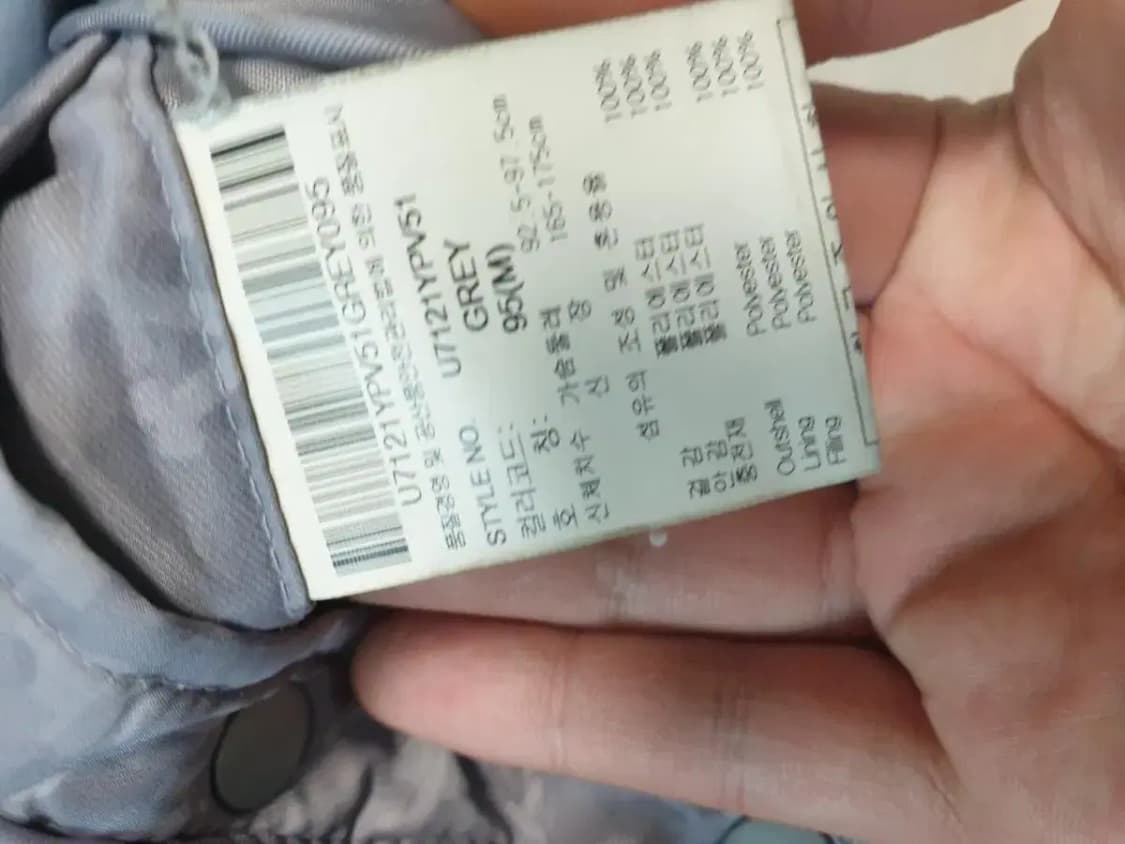 U7121YPV51GREY095
품질경영 및 공산품안전관리법에 의한 품질표시
STYLE NO. U7121YPV51
컬러코드: GREY
호 칭: 95(M)
신체치수 가슴둘레 92.5-97.5cm
신 장 165-175cm
섬유의 조성 및 혼용율
겉 감 폴리에스터 100%
안 감 폴리에스터 100%
충전재 폴리에스터 100%
Outshell Polyester 100%
Lining Polyester 100%
Filling Polyester 100%